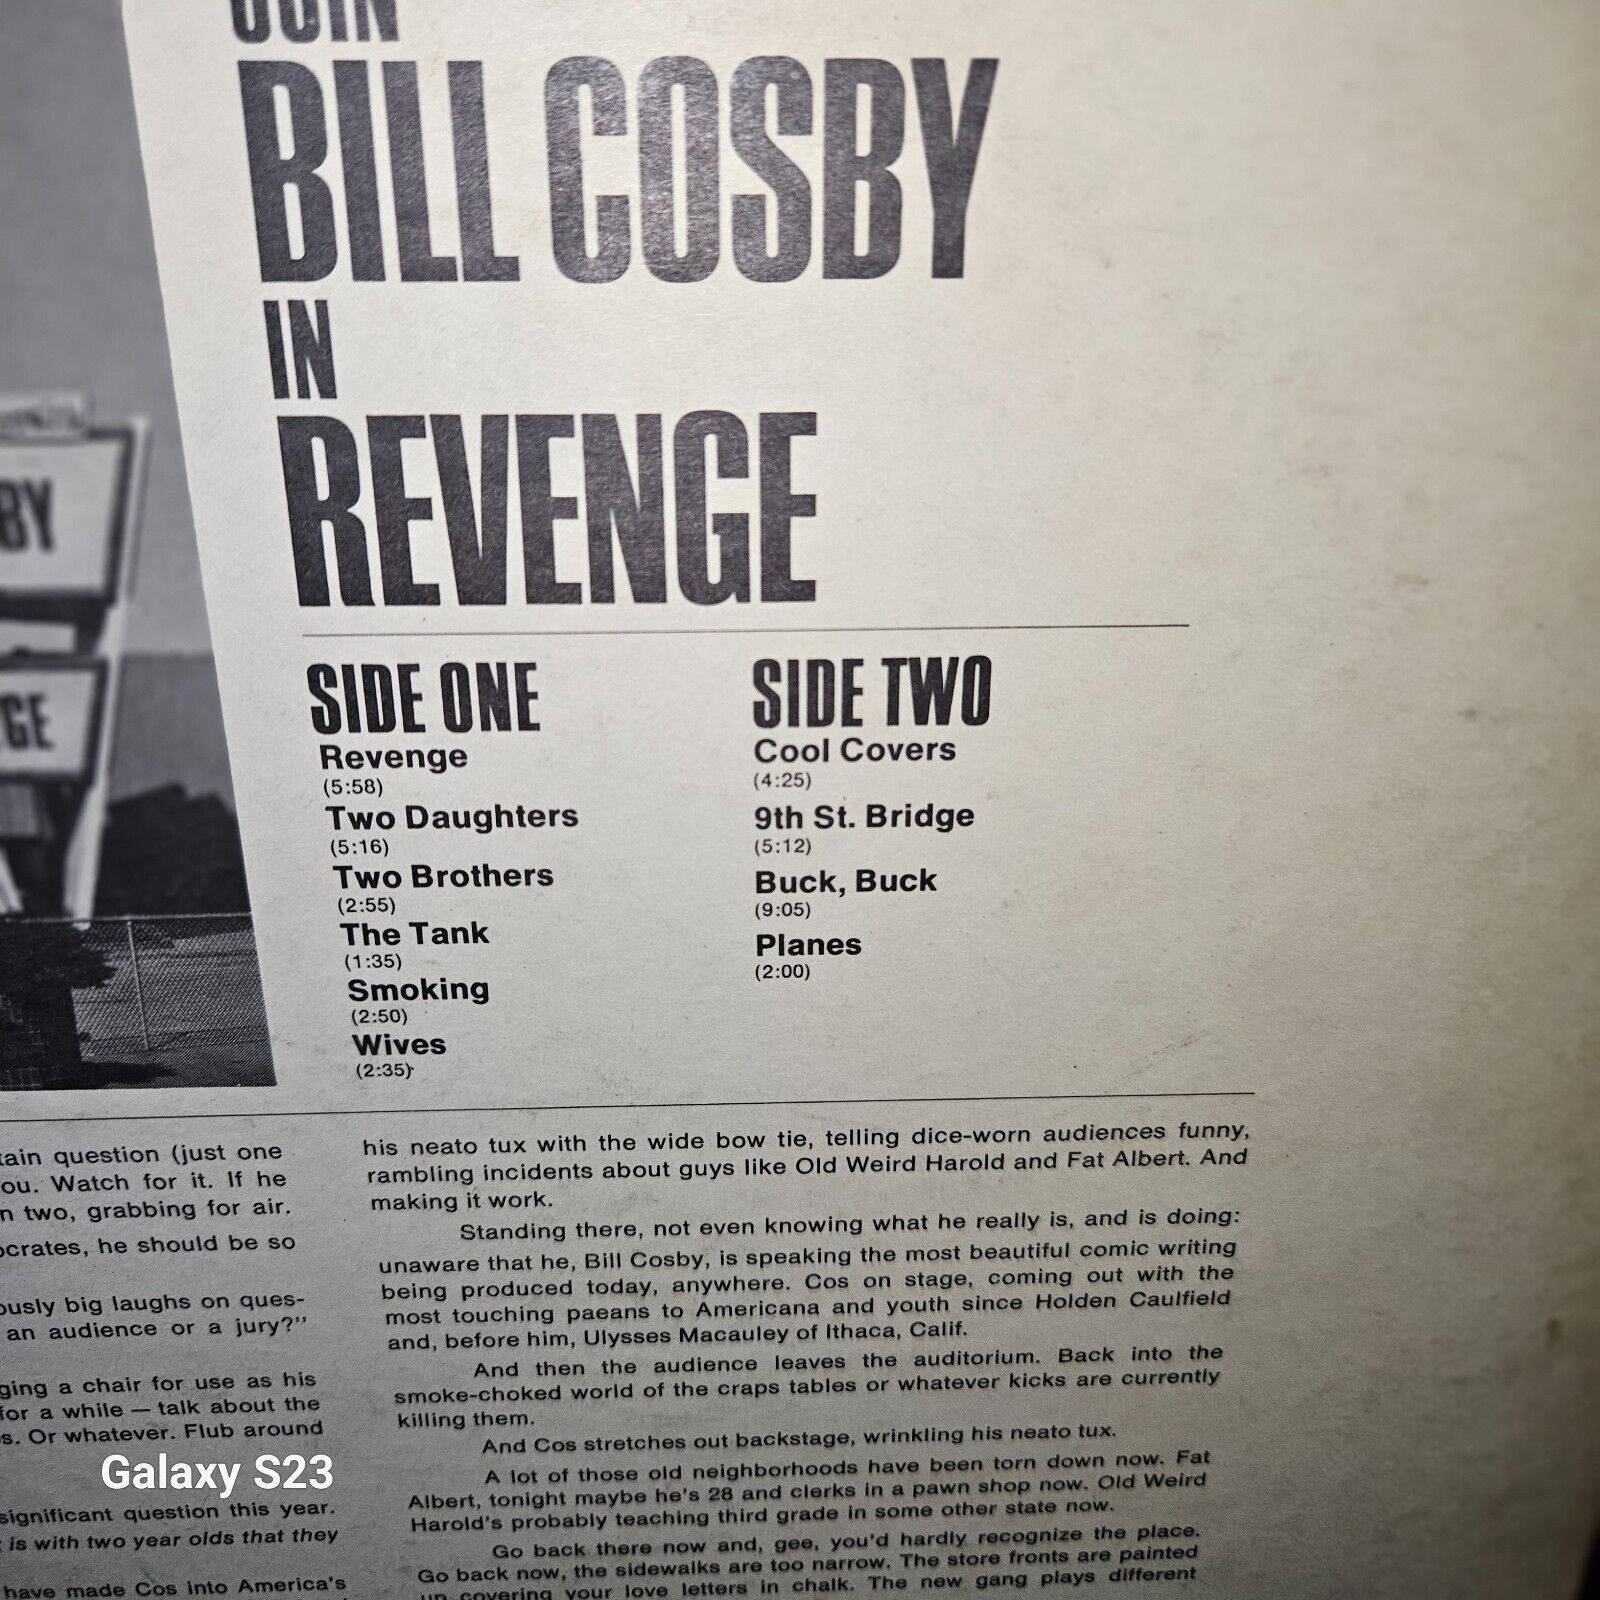 JOIN
BILL COSBY
IN
REVENGE
BY
GE
SIDE ONE
Revenge
(5:58)
Two Daughters
(5:16)
Two Brothers
(2:55)
The Tank
(1:35)
Smoking
(2:50)
Wives
(2:35)
SIDE TWO
Cool Covers
(4:25)
9th St. Bridge
(5:12)
Buck, Buck
(9:05)
Planes
(2:00)
question (just one
Watch for it. If he
two, grabbing for air.
he should be so
big laughs on ques-
an audience or a jury?"
a chair for use as his
for a while — talk about the
Or whatever. Flub around
significant question this year.
is with two year olds that they
have made Cos into America's
his neato tux with the wide bow tie, telling dice-worn audiences funny,
rambling incidents about guys like Old Weird Harold and Fat Albert. And
making it work.
Standing there, not even knowing what he really is, and is doing:
unaware that he, Bill Cosby, is speaking the most beautiful comic writing
being produced today, anywhere. Cos on stage, coming out with the
most touching paeans to Americana and youth since Holden Caulfield
and, before him, Ulysses Macauley of Ithaca, Calif.
And then the audience leaves the auditorium. Back into the
smoke-choked world of the craps tables or whatever kicks are currently
killing them.
And Cos stretches out backstage, wrinkling his neato tux.
A lot of those old neighborhoods have been torn down now. Fat
Albert, tonight maybe he's 28 and clerks in a pawn shop now. Old Weird
Harold's probably teaching third grade in some other state now.
Go back there now and, gee, you'd hardly recognize the place.
Go back now, the sidewalks are too narrow. The store fronts are painted
up covering your love letters in chalk. The new gang plays different
Galaxy S23